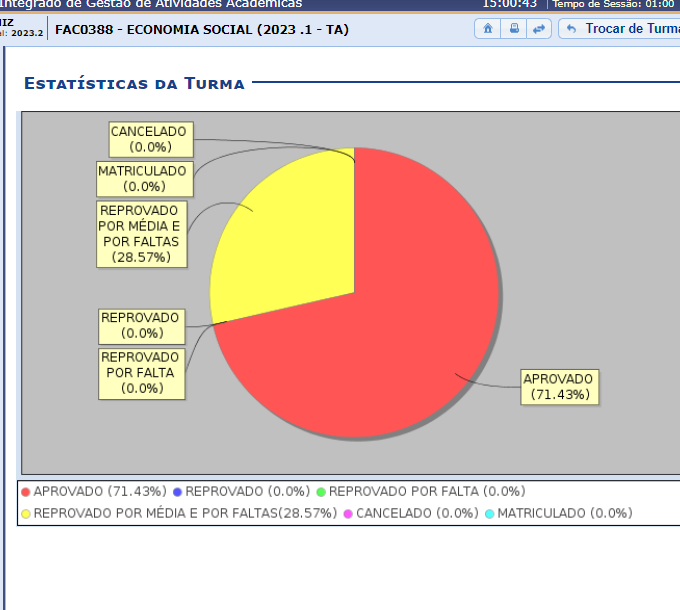 Integrado de Gestão de Atividades Acadêmicas 15:00:43 Tempo de Sessão: 01:00
IZ
l: 2023.2 FAC0388 - ECONOMIA SOCIAL (2023 .1 - TA) Trocar de Turma
ESTATÍSTICAS DA TURMA
CANCELADO
(0.0%)
MATRICULADO
(0.0%)
REPROVADO
POR MÉDIA E
POR FALTAS
(28.57%)
REPROVADO
(0.0%)
REPROVADO
POR FALTA
(0.0%)
APROVADO
(71.43%)
APROVADO (71.43%) REPROVADO (0.0%) REPROVADO POR FALTA (0.0%)
REPROVADO POR MÉDIA E POR FALTAS(28.57%) CANCELADO (0.0%) MATRICULADO (0.0%)